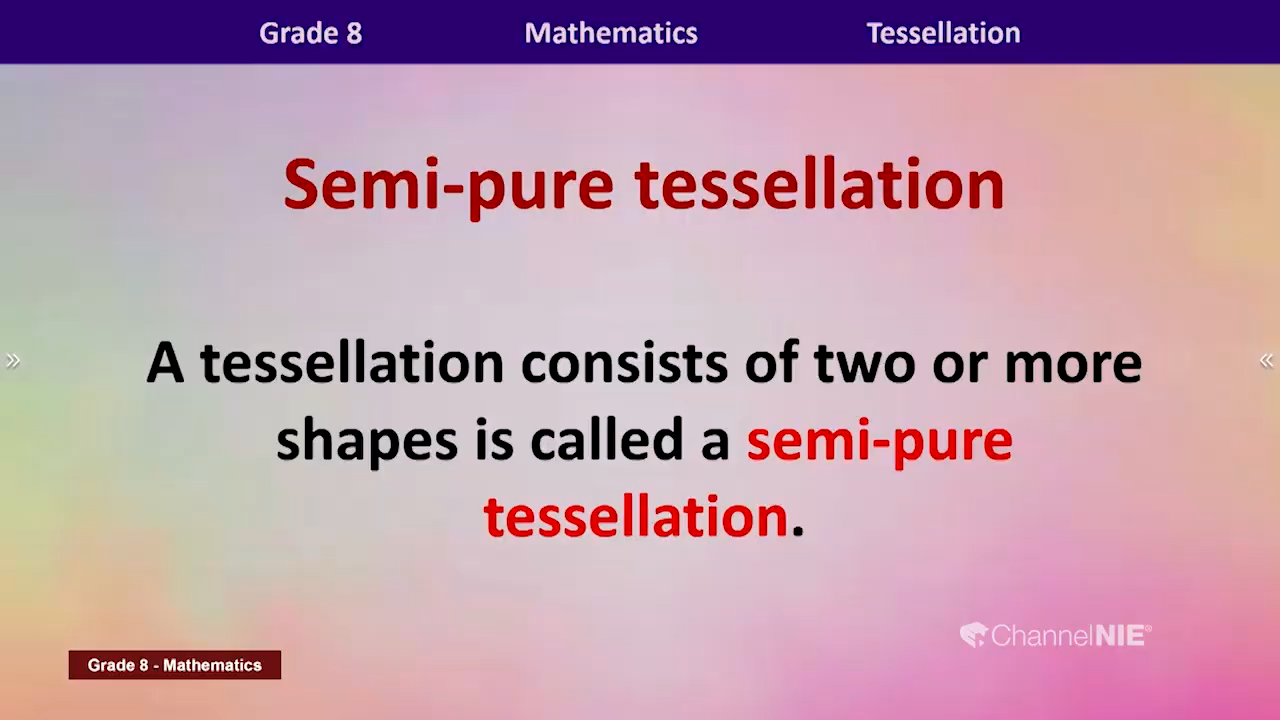 Grade 8 Mathematics Tessellation
Semi-pure tessellation
A tessellation consists of two or more
shapes is called a semi-pure
tessellation.
ChannelNIE®
Grade 8 - Mathematics